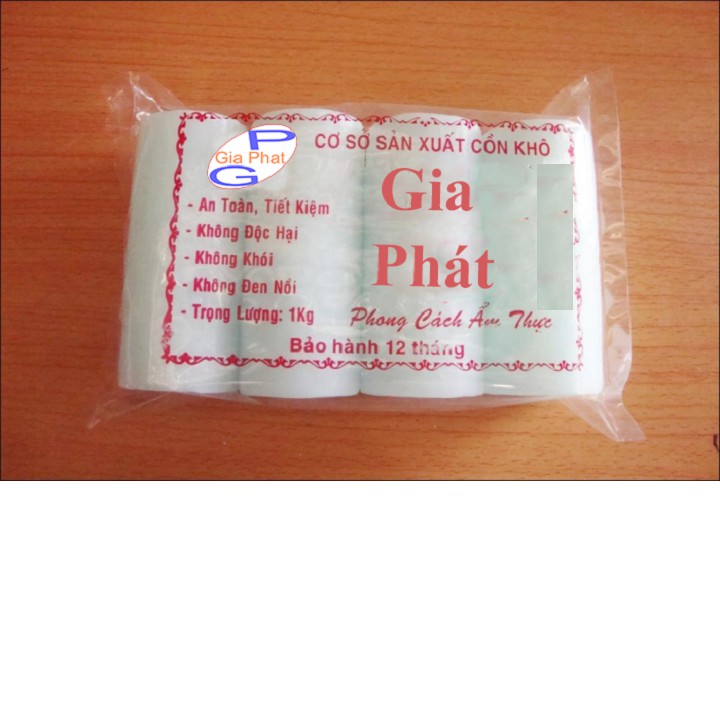 P
Gia Phat
G
CƠ SỞ SẢN XUẤT CỒN KHÔ
Gia
Phát
- An Toàn, Tiết Kiệm
- Không Độc Hại
- Không Khói
- Không Đen Nồi
- Trọng Lượng: 1Kg
Phong Cách Ẩm Thực
Bảo hành 12 tháng